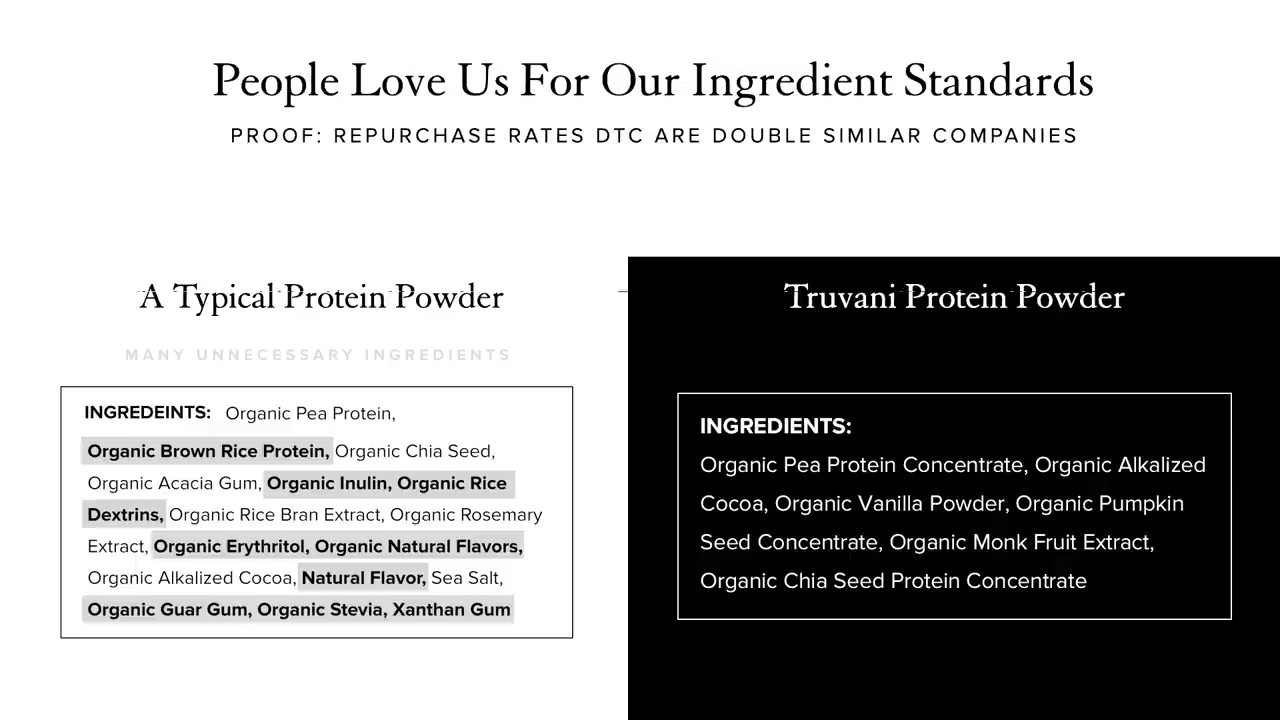 People Love Us For Our Ingredient Standards
PROOF: REPURCHASE RATES DTC ARE DOUBLE SIMILAR COMPANIES
A Typical Protein Powder
MANY UNNECESSARY INGREDIENTS
INGREDEINTS: Organic Pea Protein,
Organic Brown Rice Protein, Organic Chia Seed,
Organic Acacia Gum, Organic Inulin, Organic Rice
Dextrins, Organic Rice Bran Extract, Organic Rosemary
Extract, Organic Erythritol, Organic Natural Flavors,
Organic Alkalized Cocoa, Natural Flavor, Sea Salt,
Organic Guar Gum, Organic Stevia, Xanthan Gum
Truvani Protein Powder
INGREDIENTS:
Organic Pea Protein Concentrate, Organic Alkalized
Cocoa, Organic Vanilla Powder, Organic Pumpkin
Seed Concentrate, Organic Monk Fruit Extract,
Organic Chia Seed Protein Concentrate